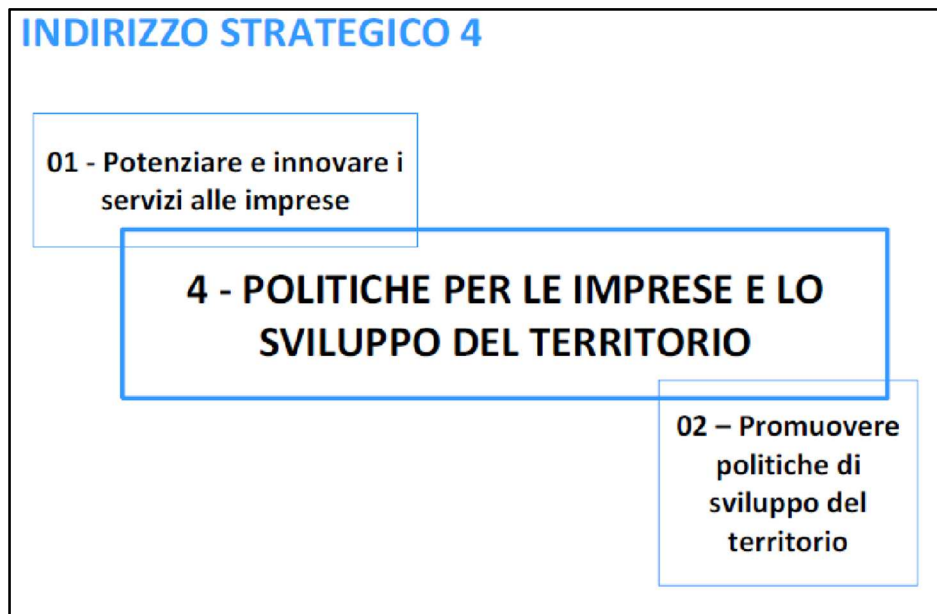 INDIRIZZO STRATEGICO 4
01 - Potenziare e innovare i
servizi alle imprese
4 - POLITICHE PER LE IMPRESE E LO
SVILUPPO DEL TERRITORIO
02 – Promuovere
politiche di
sviluppo del
territorio